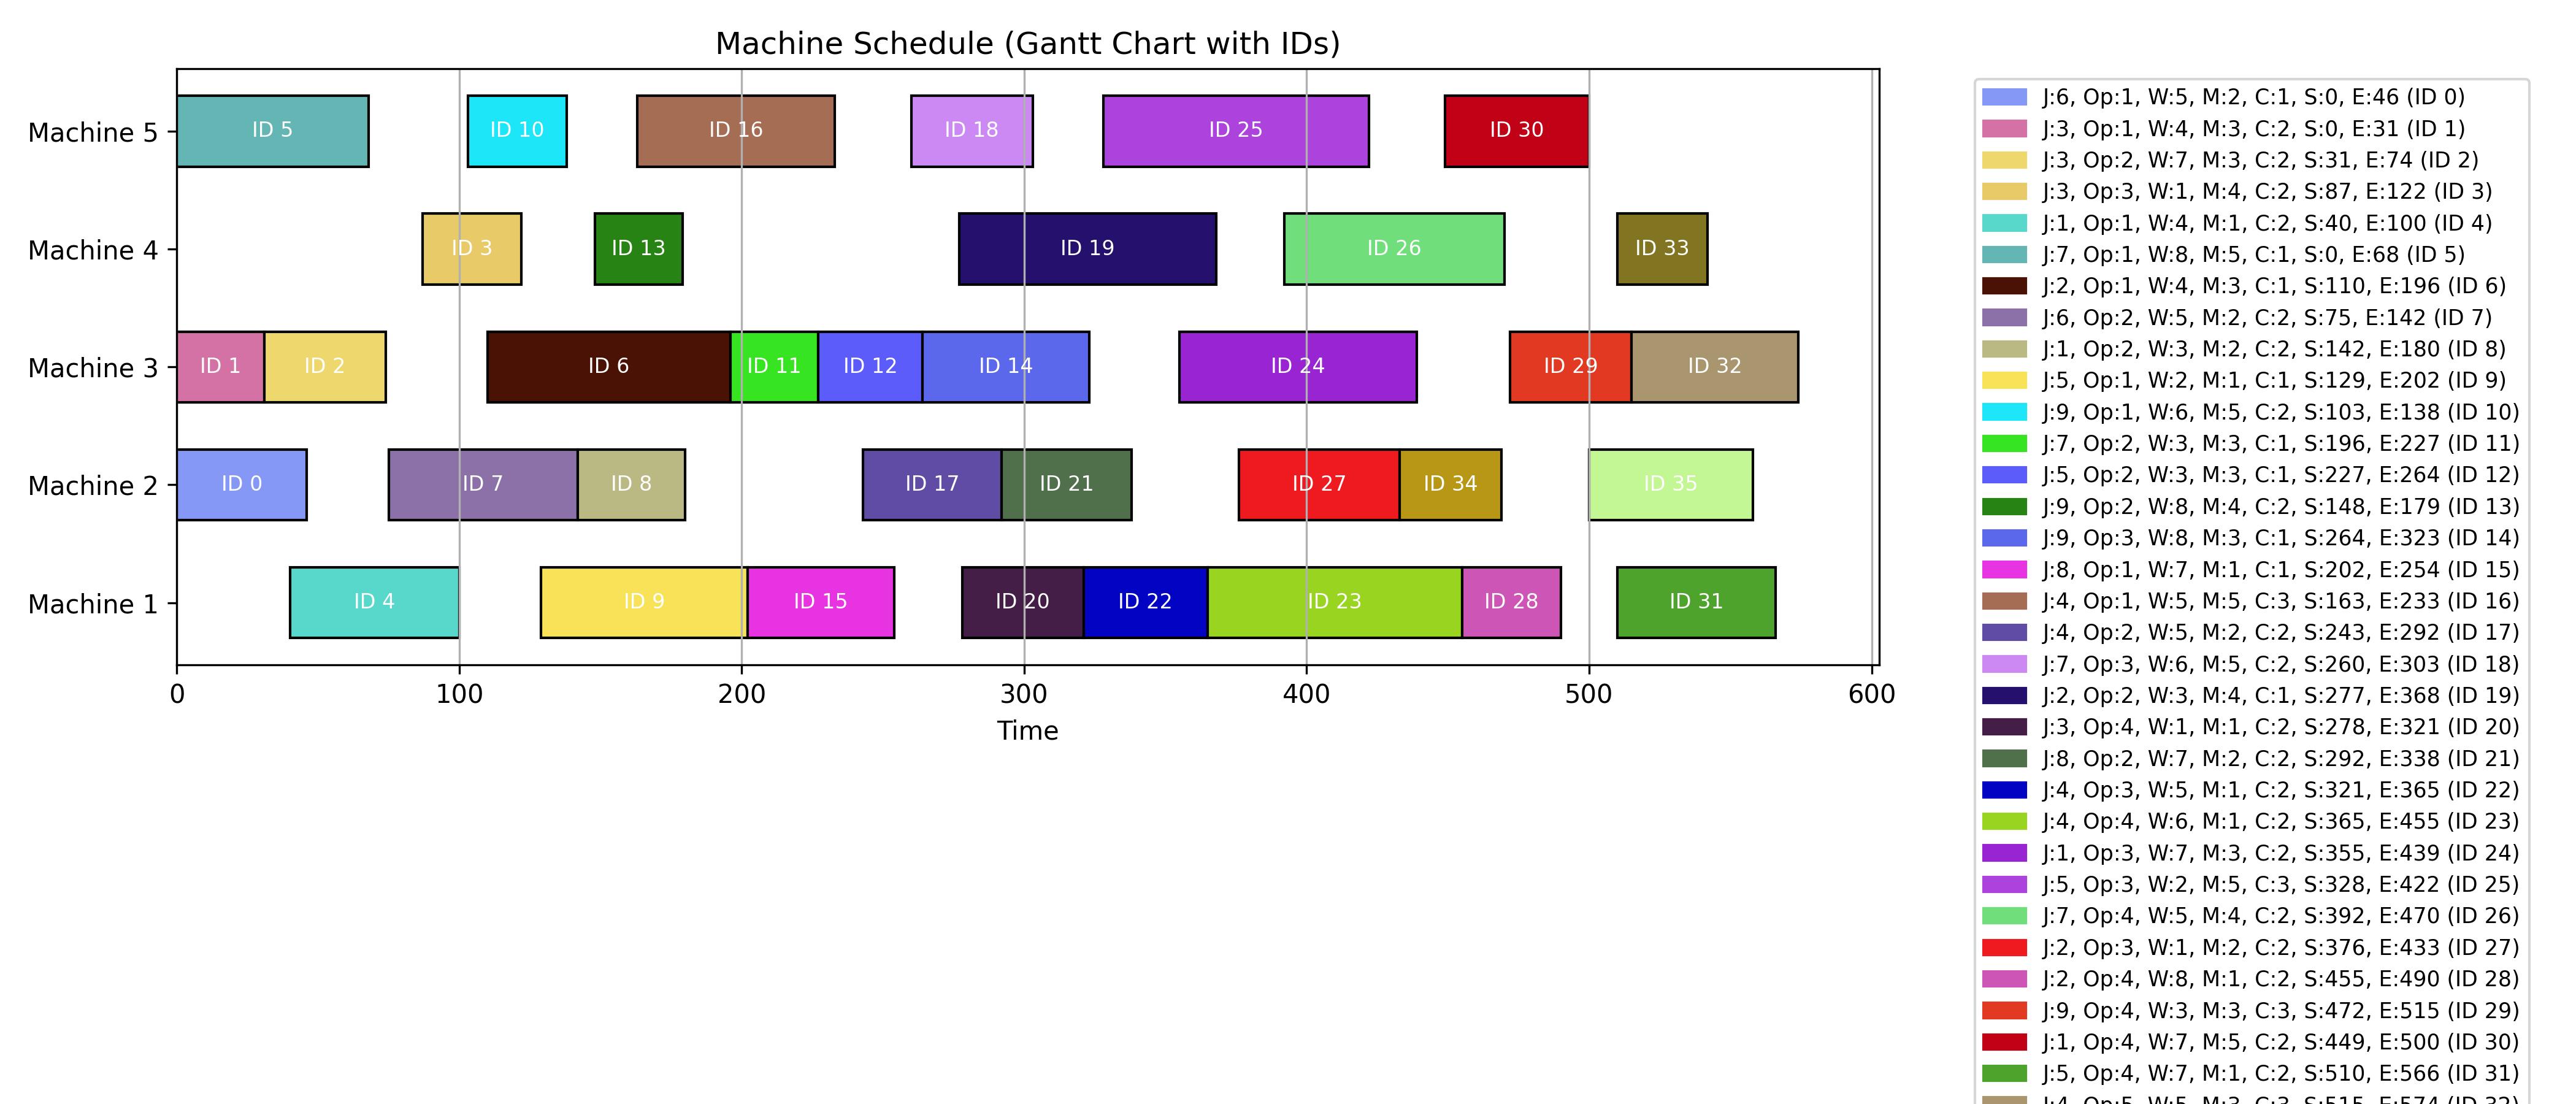 Machine Schedule (Gantt Chart with IDs)
Machine 5
ID 5
ID 10
ID 16
ID 18
ID 25
ID 30
Machine 4
ID 3
ID 13
ID 19
ID 26
ID 33
Machine 3
ID 1
ID 2
ID 6
ID 11
ID 12
ID 14
ID 24
ID 29
ID 32
Machine 2
ID 0
ID 7
ID 8
ID 17
ID 21
ID 27
ID 34
ID 35
Machine 1
ID 4
ID 9
ID 15
ID 20
ID 22
ID 23
ID 28
ID 31
0 100 200 300 400 500 600
Time
J:6, Op:1, W:5, M:2, C:1, S:0, E:46 (ID 0)
J:3, Op:1, W:4, M:3, C:2, S:0, E:31 (ID 1)
J:3, Op:2, W:7, M:3, C:2, S:31, E:74 (ID 2)
J:3, Op:3, W:1, M:4, C:2, S:87, E:122 (ID 3)
J:1, Op:1, W:4, M:1, C:2, S:40, E:100 (ID 4)
J:7, Op:1, W:8, M:5, C:1, S:0, E:68 (ID 5)
J:2, Op:1, W:4, M:3, C:1, S:110, E:196 (ID 6)
J:6, Op:2, W:5, M:2, C:2, S:75, E:142 (ID 7)
J:1, Op:2, W:3, M:2, C:2, S:142, E:180 (ID 8)
J:5, Op:1, W:2, M:1, C:1, S:129, E:202 (ID 9)
J:9, Op:1, W:6, M:5, C:2, S:103, E:138 (ID 10)
J:7, Op:2, W:3, M:3, C:1, S:196, E:227 (ID 11)
J:5, Op:2, W:3, M:3, C:1, S:227, E:264 (ID 12)
J:9, Op:2, W:8, M:4, C:2, S:148, E:179 (ID 13)
J:9, Op:3, W:8, M:3, C:1, S:264, E:323 (ID 14)
J:8, Op:1, W:7, M:1, C:1, S:202, E:254 (ID 15)
J:4, Op:1, W:5, M:5, C:3, S:163, E:233 (ID 16)
J:4, Op:2, W:5, M:2, C:2, S:243, E:292 (ID 17)
J:7, Op:3, W:6, M:5, C:2, S:260, E:303 (ID 18)
J:2, Op:2, W:3, M:4, C:1, S:277, E:368 (ID 19)
J:3, Op:4, W:1, M:1, C:2, S:278, E:321 (ID 20)
J:8, Op:2, W:7, M:2, C:2, S:292, E:338 (ID 21)
J:4, Op:3, W:5, M:1, C:2, S:321, E:365 (ID 22)
J:4, Op:4, W:6, M:1, C:2, S:365, E:455 (ID 23)
J:1, Op:3, W:7, M:3, C:2, S:355, E:439 (ID 24)
J:5, Op:3, W:2, M:5, C:3, S:328, E:422 (ID 25)
J:7, Op:4, W:5, M:4, C:2, S:392, E:470 (ID 26)
J:2, Op:3, W:1, M:2, C:2, S:376, E:433 (ID 27)
J:2, Op:4, W:8, M:1, C:2, S:455, E:490 (ID 28)
J:9, Op:4, W:3, M:3, C:3, S:472, E:515 (ID 29)
J:1, Op:4, W:7, M:5, C:2, S:449, E:500 (ID 30)
J:5, Op:4, W:7, M:1, C:2, S:510, E:566 (ID 31)